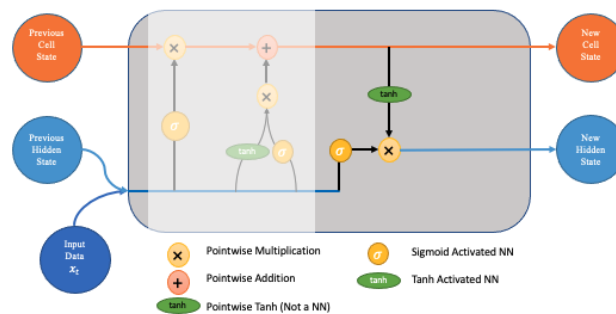 Previous
Cell
State
×
+
New
Cell
State
×
tanh
Previous
Hidden
State
σ
tanh
σ
σ
×
New
Hidden
State
Input
Data
xₜ
× Pointwise Multiplication
σ Sigmoid Activated NN
+ Pointwise Addition
tanh Tanh Activated NN
tanh Pointwise Tanh (Not a NN)